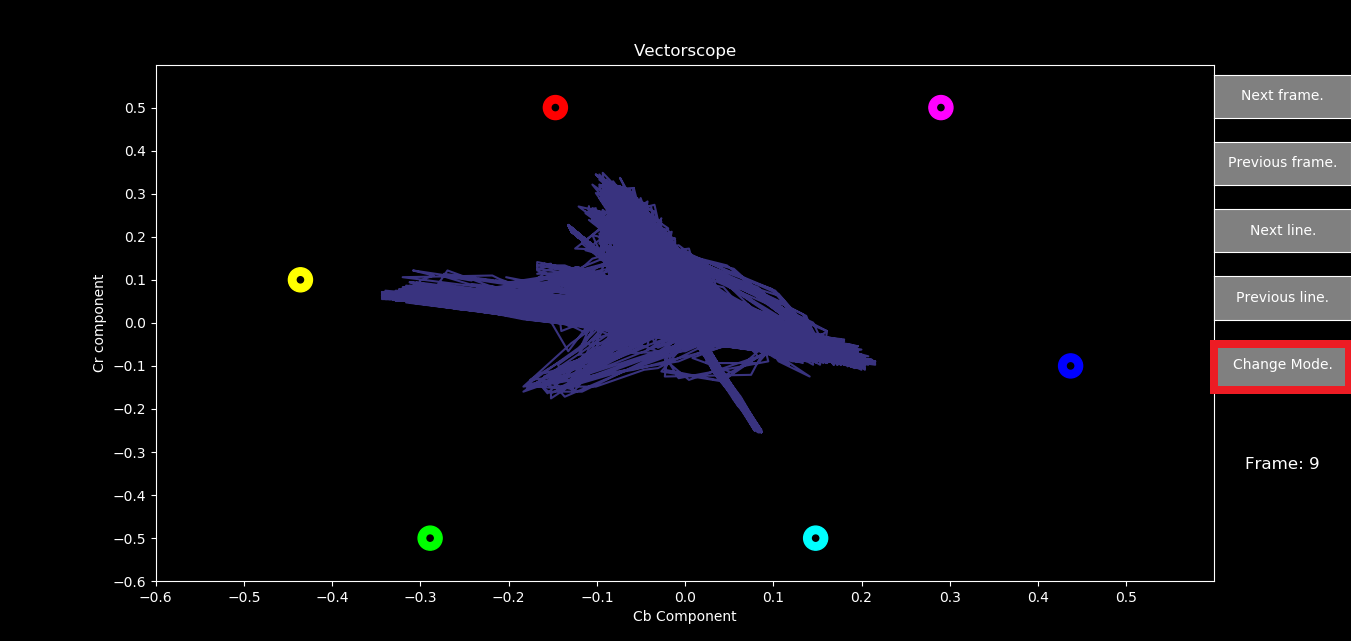 Vectorscope
Next frame.
Previous frame.
Next line.
Previous line.
Change Mode.
Frame: 9
Cr component
0.5
0.4
0.3
0.2
0.1
0.0
−0.1
−0.2
−0.3
−0.4
−0.5
−0.6
−0.6 −0.5 −0.4 −0.3 −0.2 −0.1 0.0 0.1 0.2 0.3 0.4 0.5
Cb Component